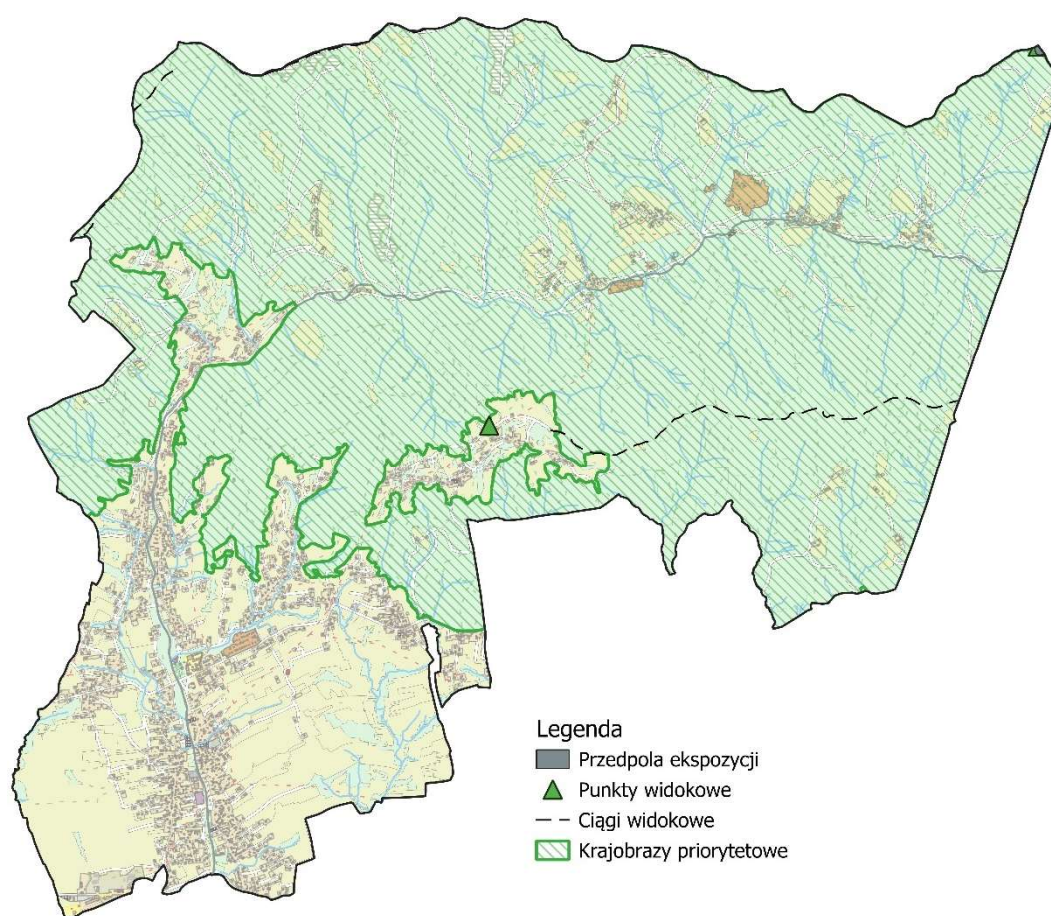 Legenda
Przedpola ekspozycji
Punkty widokowe
Ciągi widokowe
Krajobrazy priorytetowe